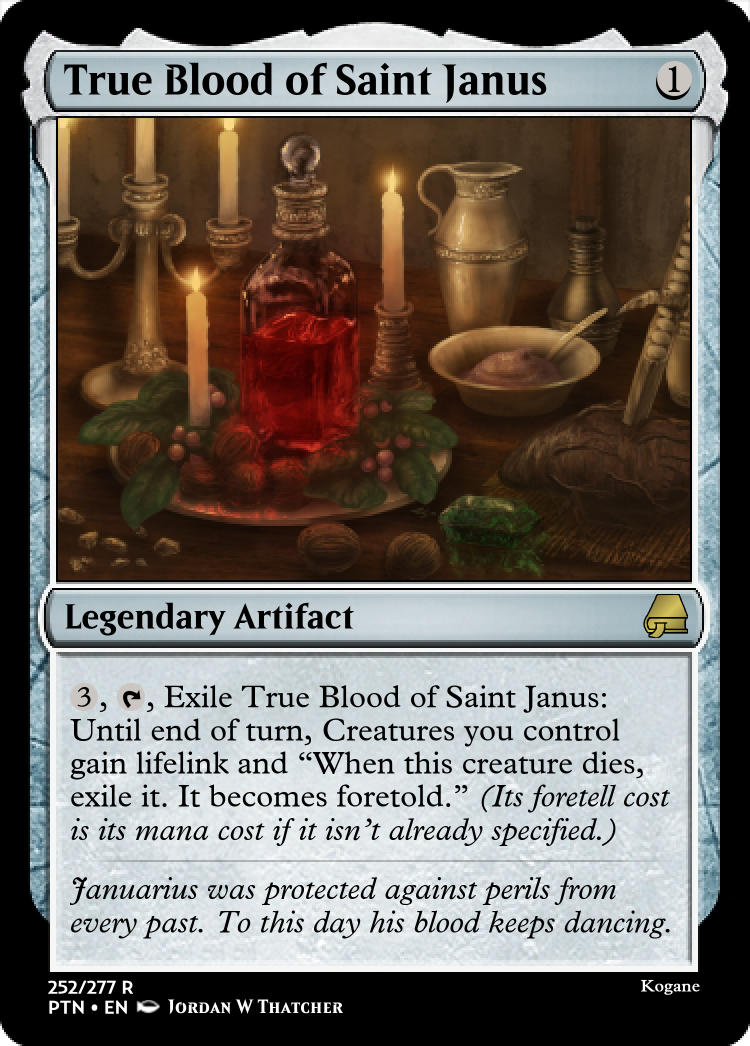 True Blood of Saint Janus 1
Legendary Artifact
3, , Exile True Blood of Saint Janus:
Until end of turn, Creatures you control
gain lifelink and “When this creature dies,
exile it. It becomes foretold.” (Its foretell cost
is its mana cost if it isn’t already specified.)
Januarius was protected against perils from
every past. To this day his blood keeps dancing.
252/277 R
Kogane
PTN • EN Jordan W Thatcher